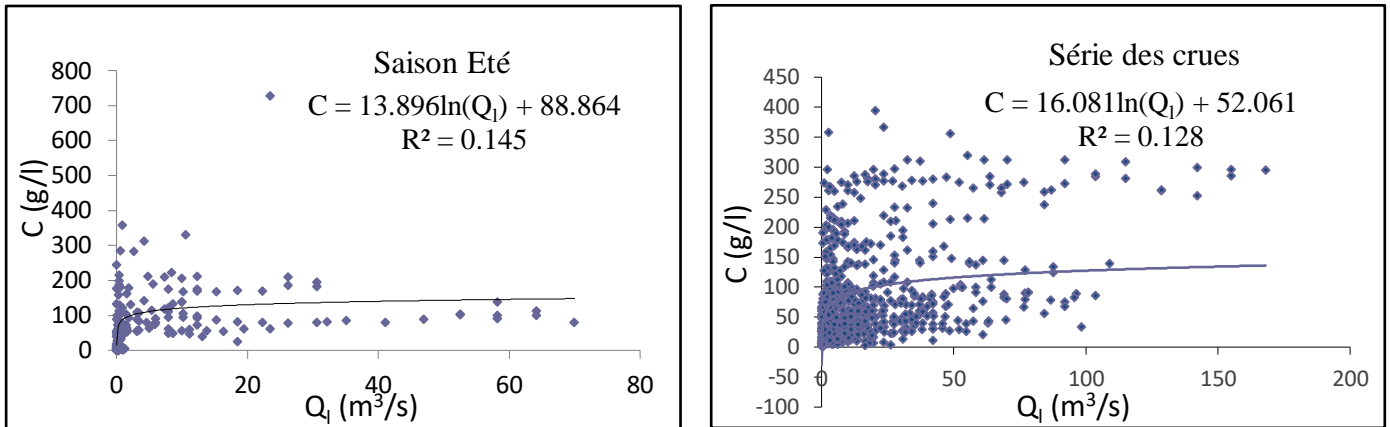 Saison Eté
C = 13.896ln(Qₗ) + 88.864
R² = 0.145
C (g/l)
800
700
600
500
400
300
200
100
0
0 20 40 60 80
Qₗ (m³/s)
Série des crues
C = 16.081ln(Qₗ) + 52.061
R² = 0.128
C (g/l)
450
400
350
300
250
200
150
100
50
0
-50
-100
0 50 100 150 200
Qₗ (m³/s)